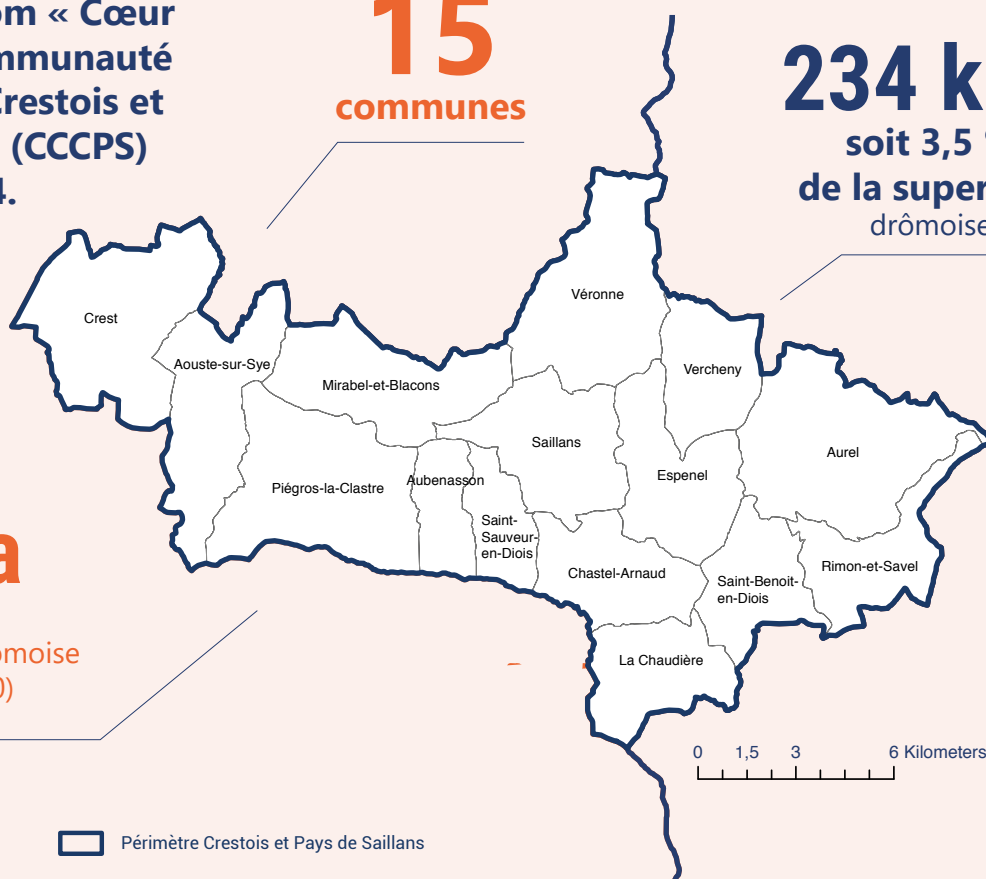 om « Cœur
mmunauté
Crestois et
(CCCPS)
4.
15
communes
234 k
soit 3,5
de la super
drômoise
Crest
Aouste-sur-Sye
Mirabel-et-Blacons
Véronne
Vercheny
Saillans
Aurel
Espenel
Piégros-la-Clastre
Aubenasson
Saint-
Sauveur-
en-Diois
Chastel-Arnaud
Saint-Benoit-
en-Diois
Rimon-et-Savel
La Chaudière
a
omoise
0)
0 1,5 3 6 Kilometers
Périmètre Crestois et Pays de Saillans